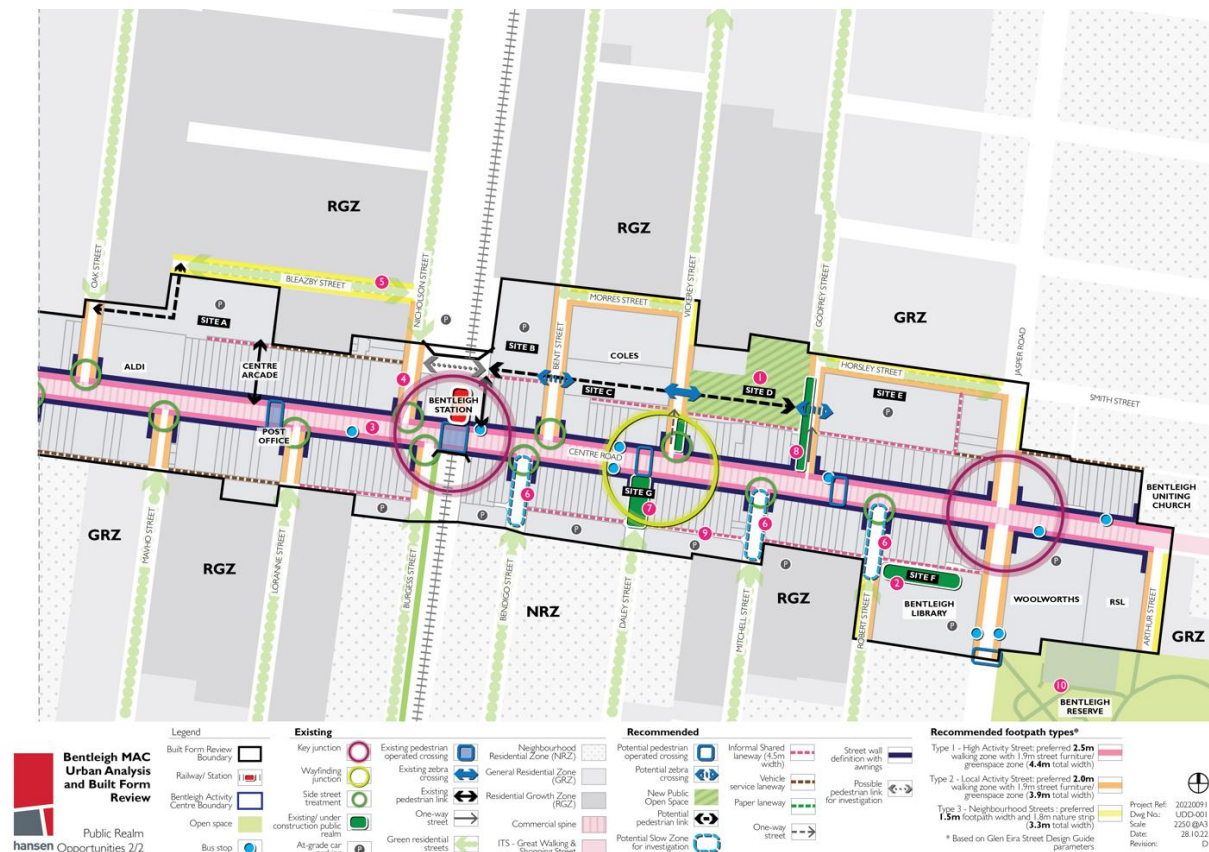 RGZ
RGZ
GRZ
OAK STREET
BLEAZBY STREET
5
NICHOLSON STREET
P
SITE A
P
P
P
MORRES STREET
VICKEREY STREET
GODFREY STREET
JASPER ROAD
SMITH STREET
HORSLEY STREET
P
SITE B
BENT STREET
COLES
SITE C
1
SITE D
SITE E
P
ALDI
CENTRE
ARCADE
4
BENTLEIGH
STATION
POST
OFFICE
3
CENTRE ROAD
8
BENTLEIGH
UNITING
CHURCH
SITE G
7
6
6
6
9
P
P
P
P
P
P
P
P
GRZ
MAVHO STREET
RGZ
LORANNE STREET
BURGESS STREET
BENDIGO STREET
NRZ
DALEY STREET
MITCHELL STREET
RGZ
ROBERT STREET
2
SITE F
BENTLEIGH
LIBRARY
WOOLWORTHS
RSL
ARTHUR STREET
GRZ
10
BENTLEIGH
RESERVE
hansen
Bentleigh MAC
Urban Analysis
and Built Form
Review
Public Realm
Opportunities 2/2
Legend
Built Form Review
Boundary
Railway/ Station
Bentleigh Activity
Centre Boundary
Open space
Bus stop
Existing
Key junction
Wayfinding
junction
Side street
treatment
Existing/ under
construction public
realm
Green residential
streets
Existing pedestrian
operated crossing
Existing zebra
crossing
Existing
pedestrian link
One-way
street
At-grade car
P
Neighbourhood
Residential Zone (NRZ)
General Residential Zone
(GRZ)
Residential Growth Zone
(RGZ)
Commercial spine
ITS - Great Walking &
Shopping Street
Recommended
Potential pedestrian
operated crossing
Potential zebra
crossing
New Public
Open Space
Potential
pedestrian link
Potential Slow Zone
for investigation
Informal Shared
laneway (4.5m
width)
Vehicle
service laneway
Paper laneway
One-way
street
Street wall
definition with
awnings
Possible
pedestrian link
for investigation
Recommended footpath types*
Type 1 - High Activity Street: preferred 2.5m
walking zone with 1.9m street furniture/
greenspace zone (4.4m total width)
Type 2 - Local Activity Street: preferred 2.0m
walking zone with 1.9m street furniture/
greenspace zone (3.9m total width)
Type 3 - Neighbourhood Streets : preferred
1.5m footpath width and 1.8m nature strip
(3.3m total width)
* Based on Glen Eira Street Design Guide
parameters
Project Ref: 20220091
Dwg No.: UDD-001
Scale 2250 @A3
Date: 28.10.22
Revision: D